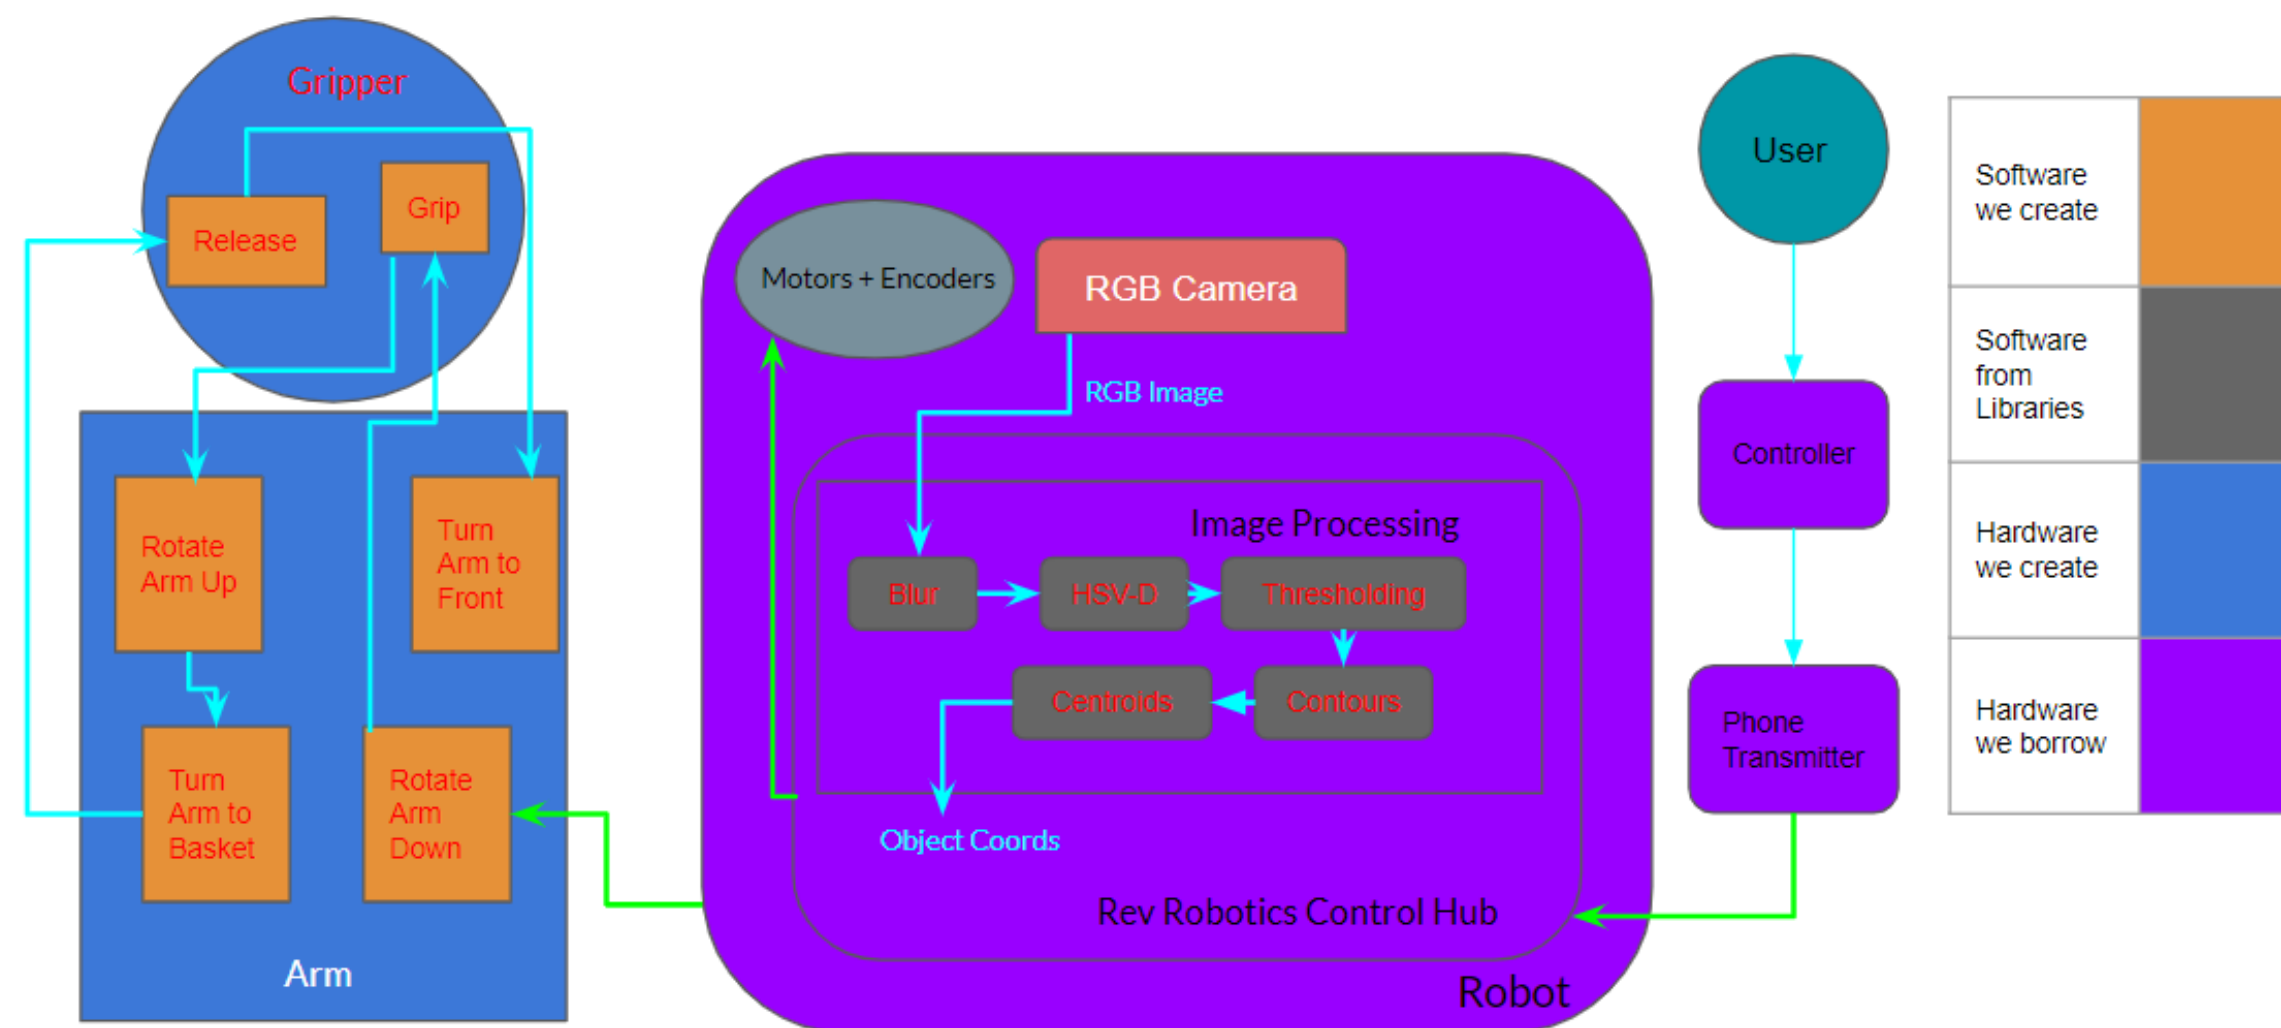 Gripper
Release
Grip
Rotate
Arm Up
Turn
Arm to
Front
Turn
Arm to
Basket
Rotate
Arm
Down
Arm
Motors + Encoders
RGB Camera
RGB Image
Image Processing
Blur
HSV-D
Thresholding
Centroids
Contours
Object Coords
Rev Robotics Control Hub
Robot
User
Controller
Phone
Transmitter
Software
we create
Software
from
Libraries
Hardware
we create
Hardware
we borrow